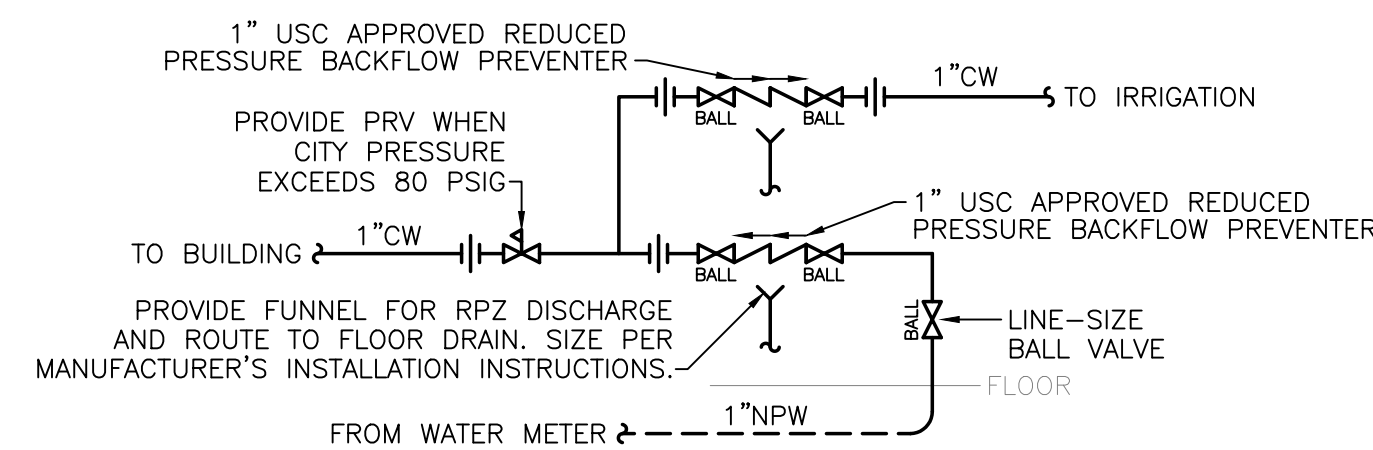 1” USC APPROVED REDUCED
PRESSURE BACKFLOW PREVENTER
1”CW
TO IRRIGATION
BALL
BALL
PROVIDE PRV WHEN
CITY PRESSURE
EXCEEDS 80 PSIG
1” USC APPROVED REDUCED
PRESSURE BACKFLOW PREVENTER
1”CW
TO BUILDING
BALL
BALL
PROVIDE FUNNEL FOR RPZ DISCHARGE
AND ROUTE TO FLOOR DRAIN. SIZE PER
MANUFACTURER’S INSTALLATION INSTRUCTIONS.
BALL
LINE–SIZE
BALL VALVE
FLOOR
1”NPW
FROM WATER METER